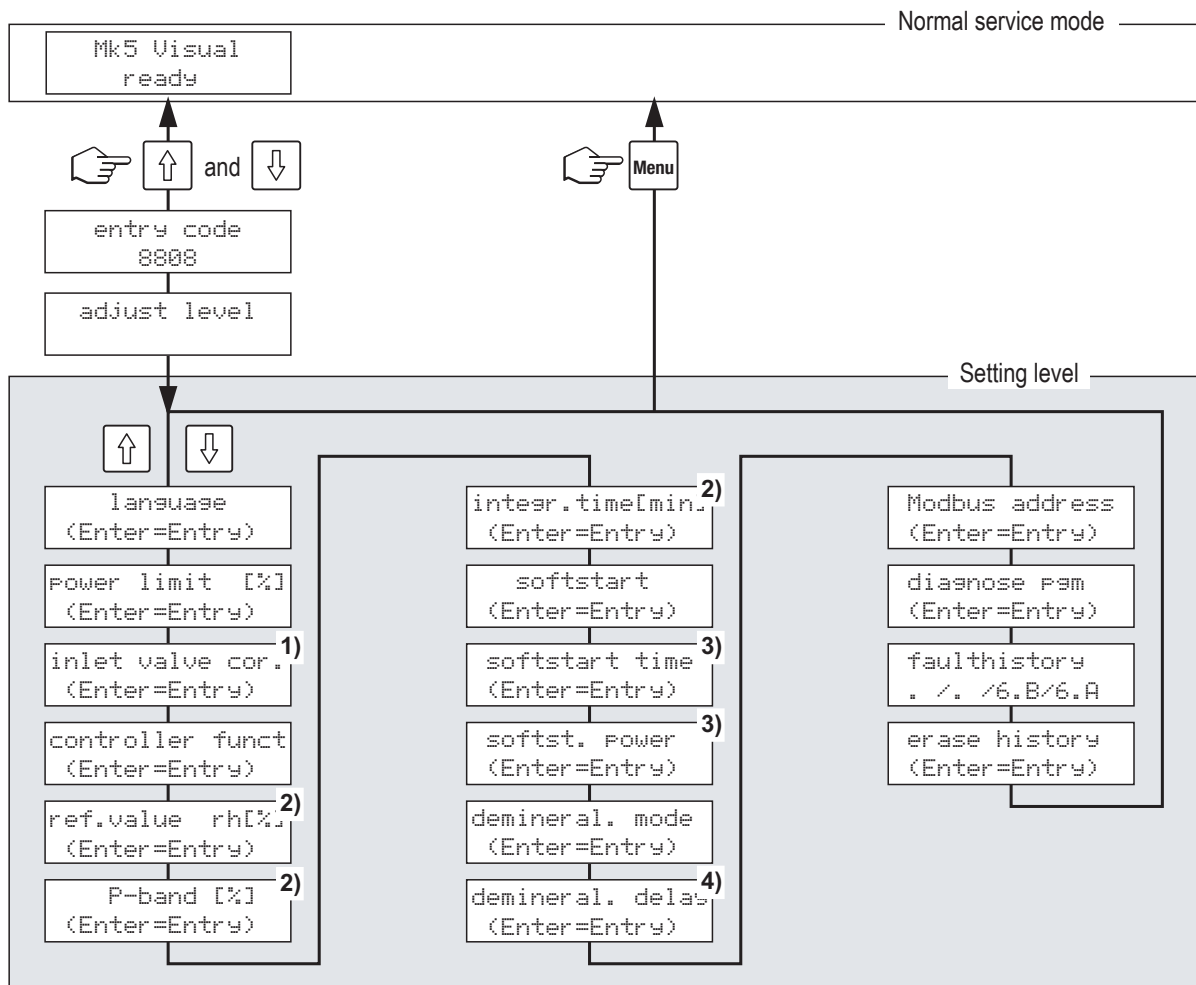 Normal service mode
Mk5 Visual
ready
and
Menu
entry code
8808
adjust level
Setting level
language
(Enter=Entry)
power limit [%]
(Enter=Entry)
1)
inlet valve cor.
(Enter=Entry)
controller funct
(Enter=Entry)
2)
ref.value rh[%]
(Enter=Entry)
2)
P-band [%]
(Enter=Entry)
2)
integr.time[min]
(Enter=Entry)
softstart
(Enter=Entry)
3)
softstart time
(Enter=Entry)
3)
softst. power
(Enter=Entry)
demineral. mode
(Enter=Entry)
4)
demineral. delay
(Enter=Entry)
Modbus address
(Enter=Entry)
diagnose pgm
(Enter=Entry)
faulthistory
. /. /6.B/6.A
erase history
(Enter=Entry)